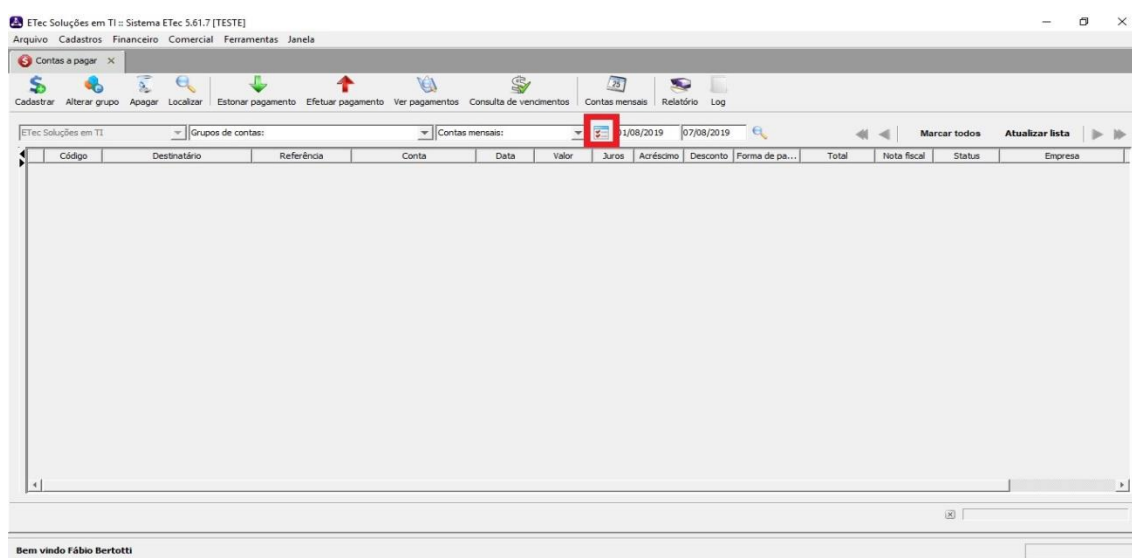 ETec Soluções em TI :: Sistema ETec 5.61.7 [TESTE]
Arquivo Cadastros Financeiro Comercial Ferramentas Janela
Contas a pagar
Cadastrar Alterar grupo Apagar Localizar Estonar pagamento Efetuar pagamento Ver pagamentos Consulta de vencimentos Contas mensais Relatório Log
ETec Soluções em TI Grupos de contas: Contas mensais: 01/08/2019 07/08/2019 Marcar todos Atualizar lista
Código Destinatário Referência Conta Data Valor Juros Acréscimo Desconto Forma de pa... Total Nota fiscal Status Empresa
Bem vindo Fábio Bertotti